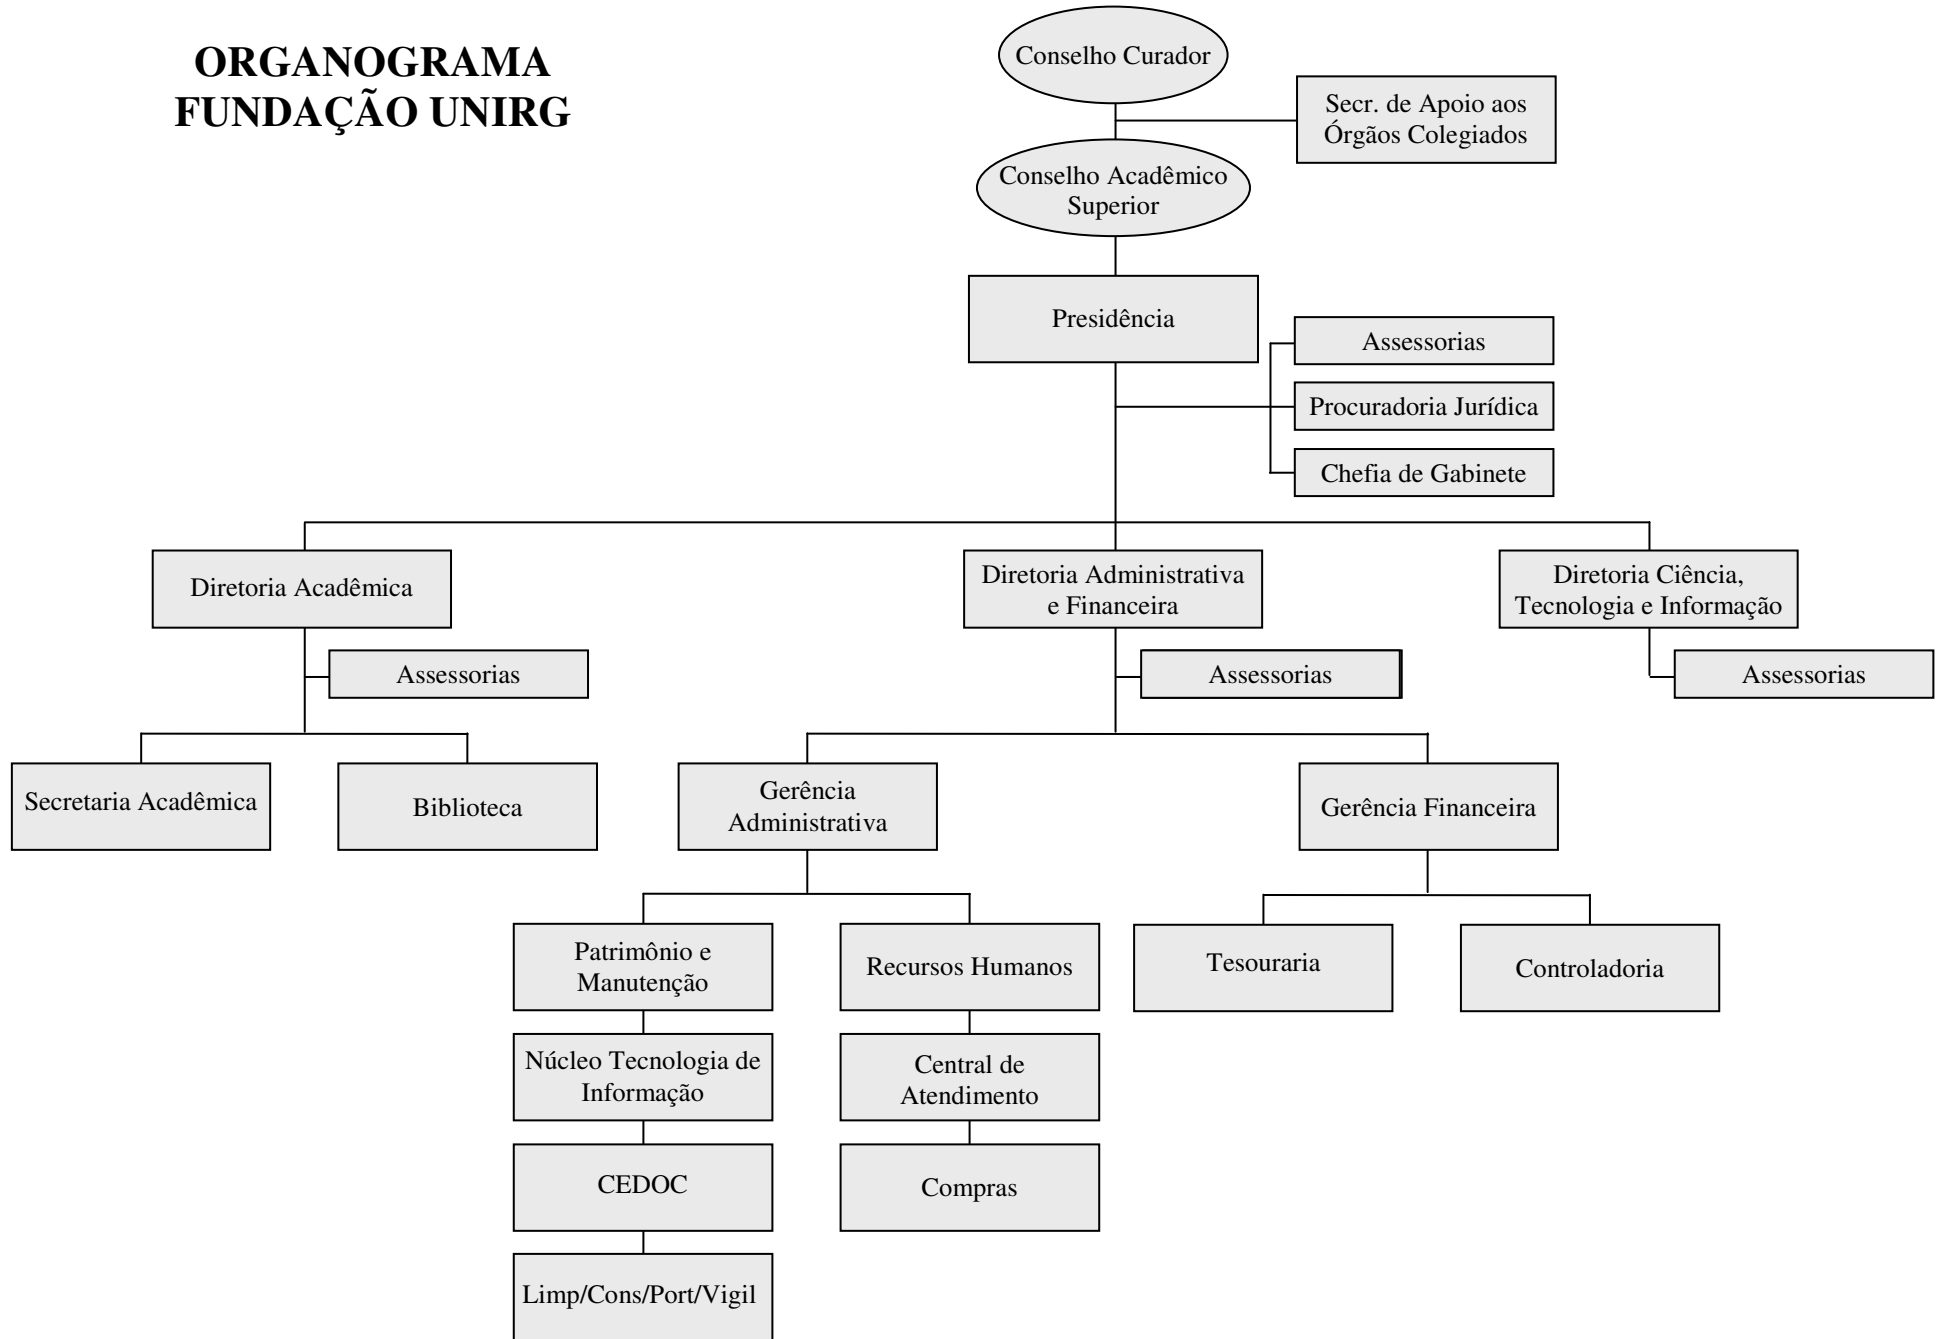 ORGANOGRAMA
FUNDAÇÃO UNIRG
Conselho Curador
Secr. de Apoio aos
Órgãos Colegiados
Conselho Acadêmico
Superior
Presidência
Assessorias
Procuradoria Jurídica
Chefia de Gabinete
Diretoria Acadêmica
Diretoria Administrativa
e Financeira
Diretoria Ciência,
Tecnologia e Informação
Assessorias
Assessorias
Assessorias
Secretaria Acadêmica
Biblioteca
Gerência
Administrativa
Gerência Financeira
Patrimônio e
Manutenção
Recursos Humanos
Tesouraria
Controladoria
Núcleo Tecnologia de
Informação
Central de
Atendimento
CEDOC
Compras
Limp/Cons/Port/Vigil